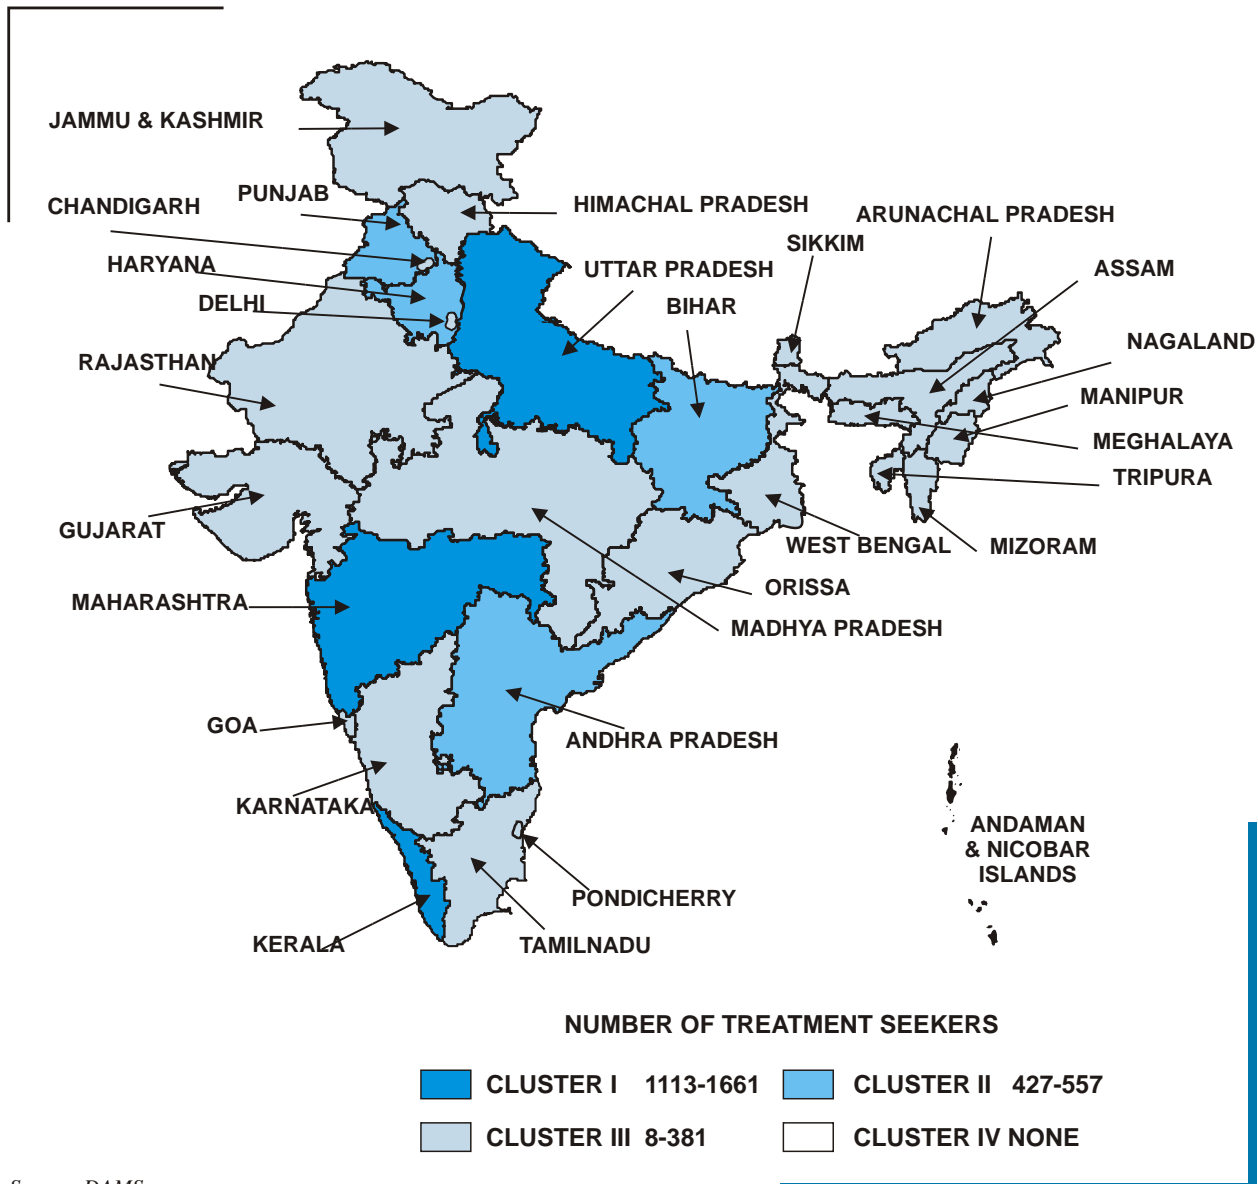 JAMMU & KASHMIR
PUNJAB
CHANDIGARH
HIMACHAL PRADESH
ARUNACHAL PRADESH
SIKKIM
HARYANA
UTTAR PRADESH
ASSAM
DELHI
BIHAR
NAGALAND
RAJASTHAN
MANIPUR
MEGHALAYA
TRIPURA
GUJARAT
WEST BENGAL
MIZORAM
ORISSA
MAHARASHTRA
MADHYA PRADESH
GOA
ANDHRA PRADESH
KARNATAKA
ANDAMAN
& NICOBAR
ISLANDS
PONDICHERRY
KERALA
TAMILNADU
NUMBER OF TREATMENT SEEKERS
CLUSTER I 1113-1661
CLUSTER II 427-557
CLUSTER III 8-381
CLUSTER IV NONE